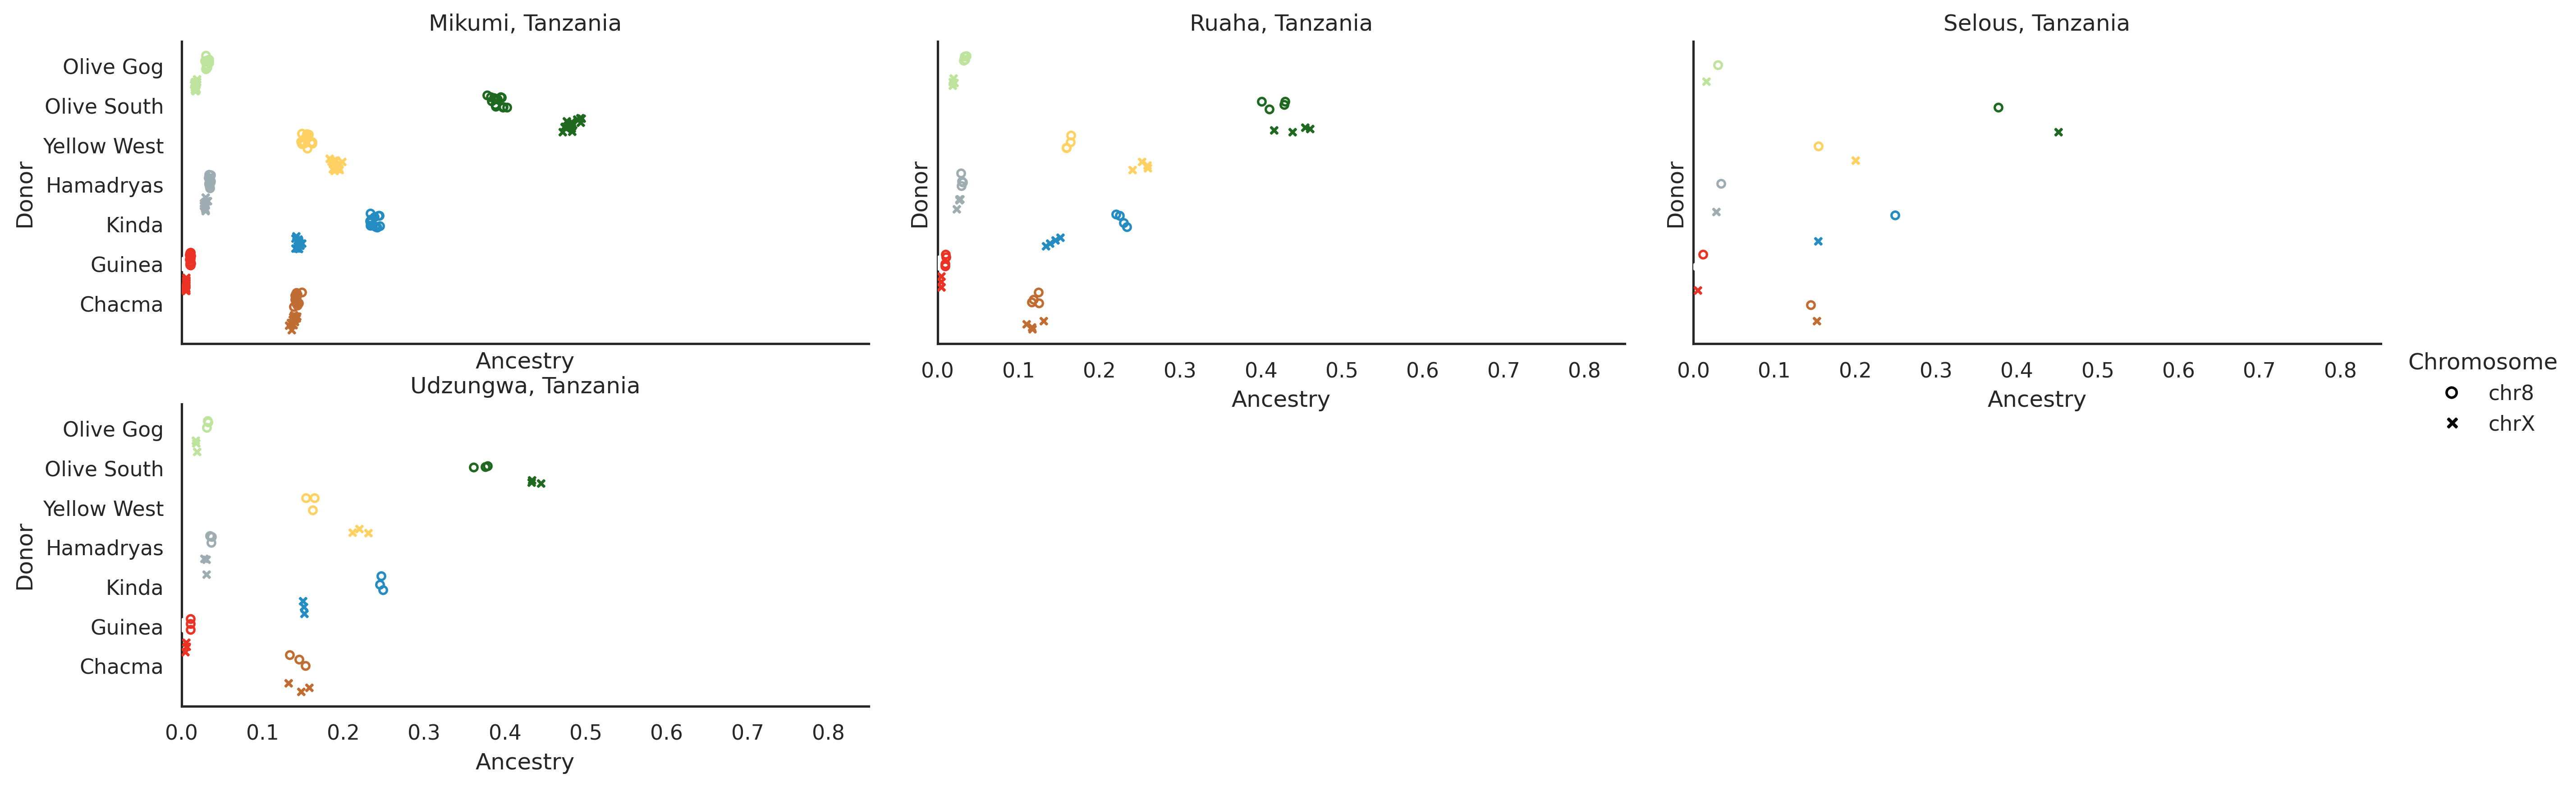 Mikumi, Tanzania
Donor
Olive Gog
Olive South
Yellow West
Hamadryas
Kinda
Guinea
Chacma
Ancestry
Ruaha, Tanzania
Donor
0.0 0.1 0.2 0.3 0.4 0.5 0.6 0.7 0.8
Ancestry
Selous, Tanzania
Donor
0.0 0.1 0.2 0.3 0.4 0.5 0.6 0.7 0.8
Ancestry
Chromosome
chr8
chrX
Udzungwa, Tanzania
Donor
Olive Gog
Olive South
Yellow West
Hamadryas
Kinda
Guinea
Chacma
0.0 0.1 0.2 0.3 0.4 0.5 0.6 0.7 0.8
Ancestry